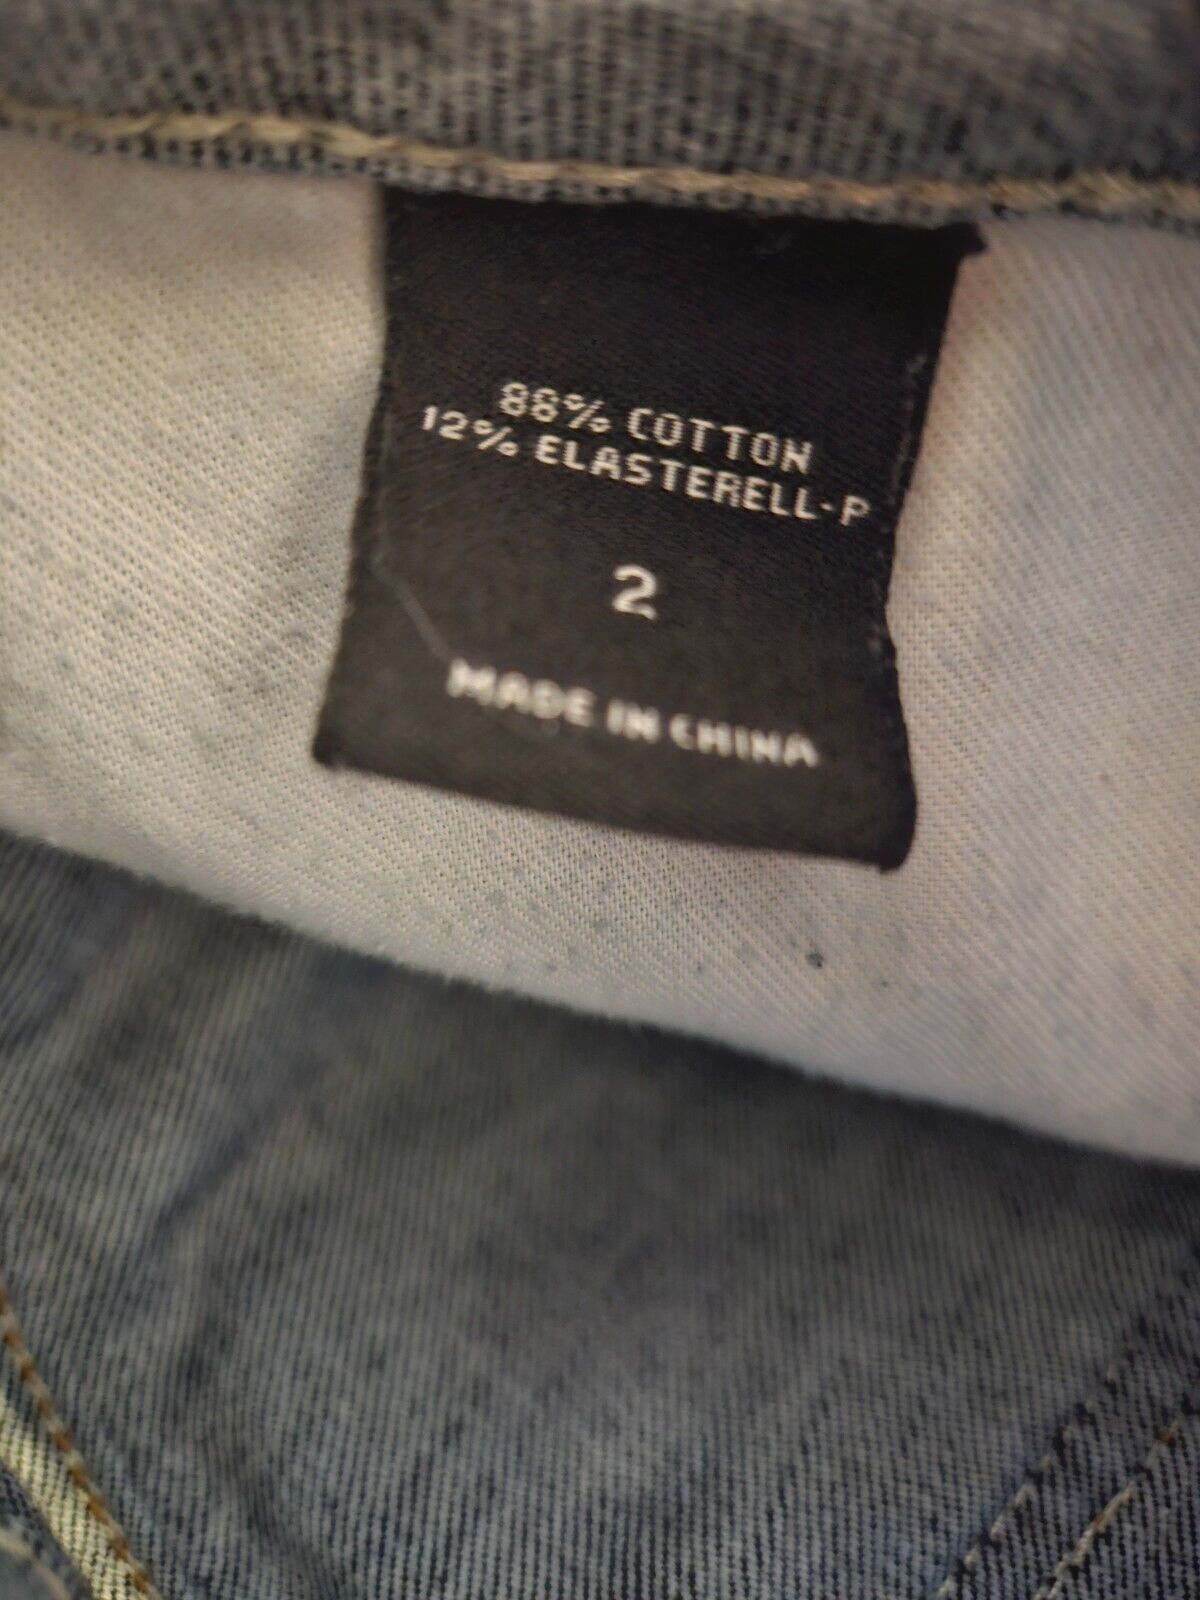 88% COTTON
12% ELASTERELL-P
2
MADE IN CHINA